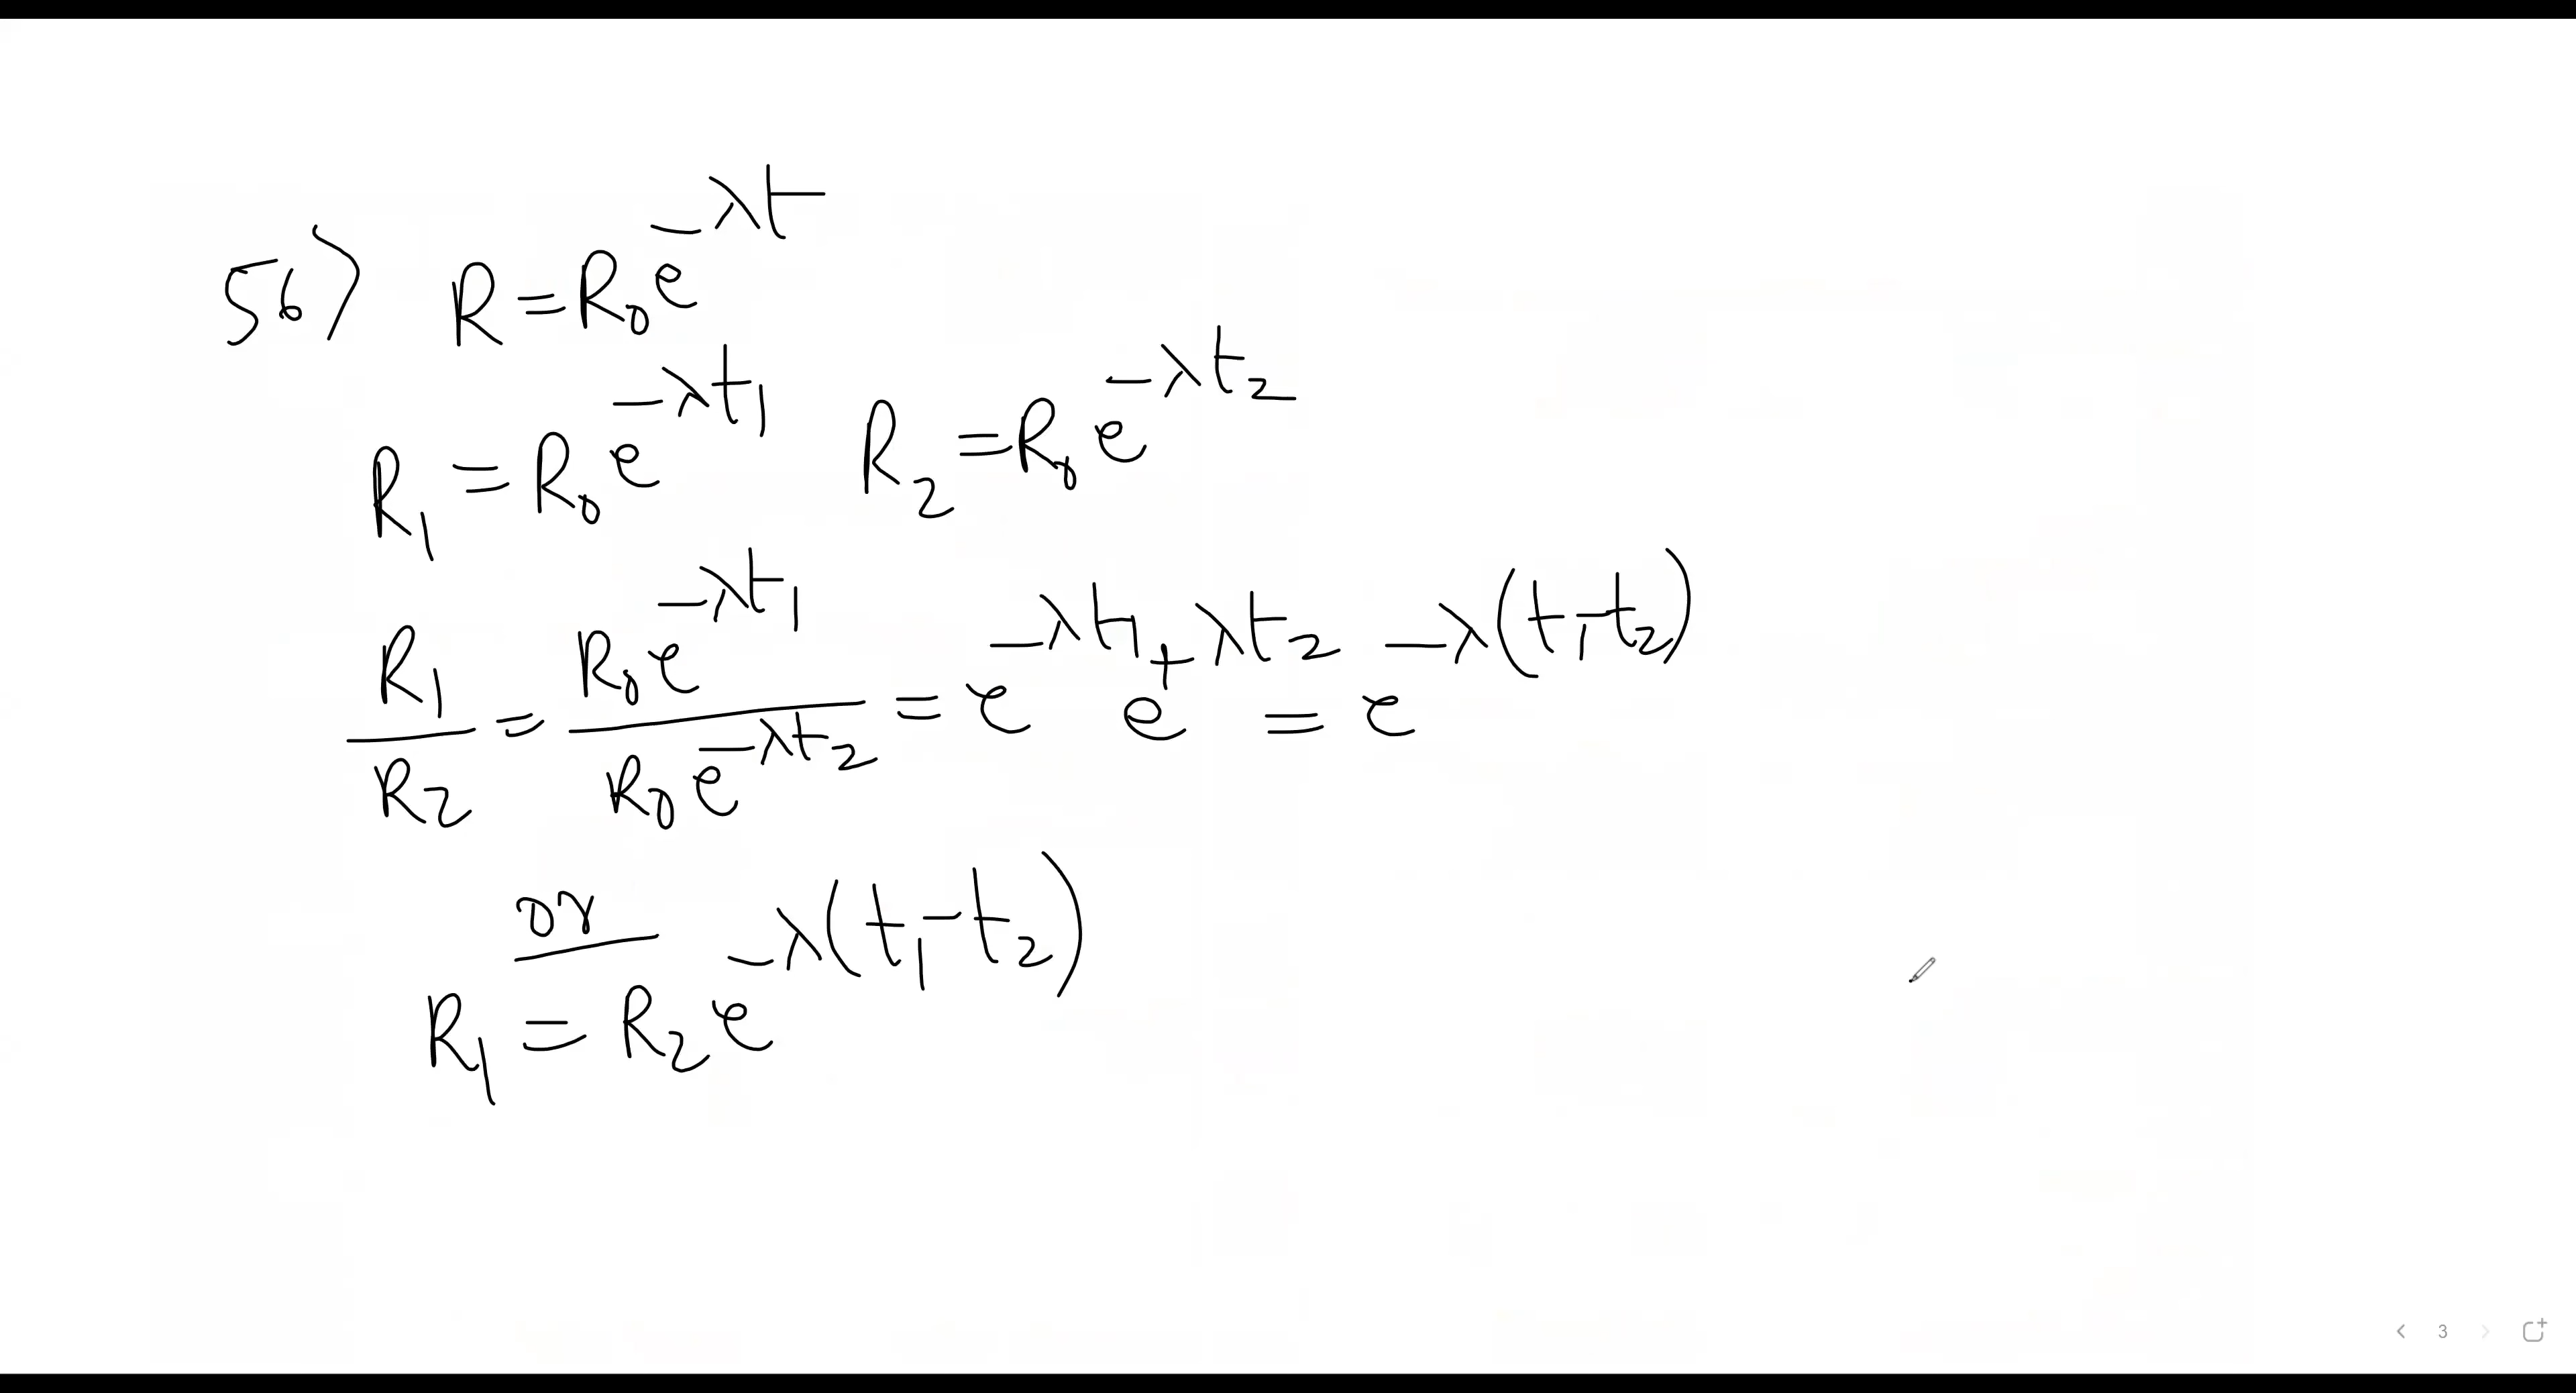 56) R = R₀e^{-λt}
R₁ = R₀e^{-λt₁} R₂ = R₀e^{-λt₂}
R₁/R₂ = R₀e^{-λt₁}/R₀e^{-λt₂} = e^{-λt₁} e^{+λt₂} = e^{-λ(t₁-t₂)}
or
R₁ = R₂e^{-λ(t₁-t₂)}
3